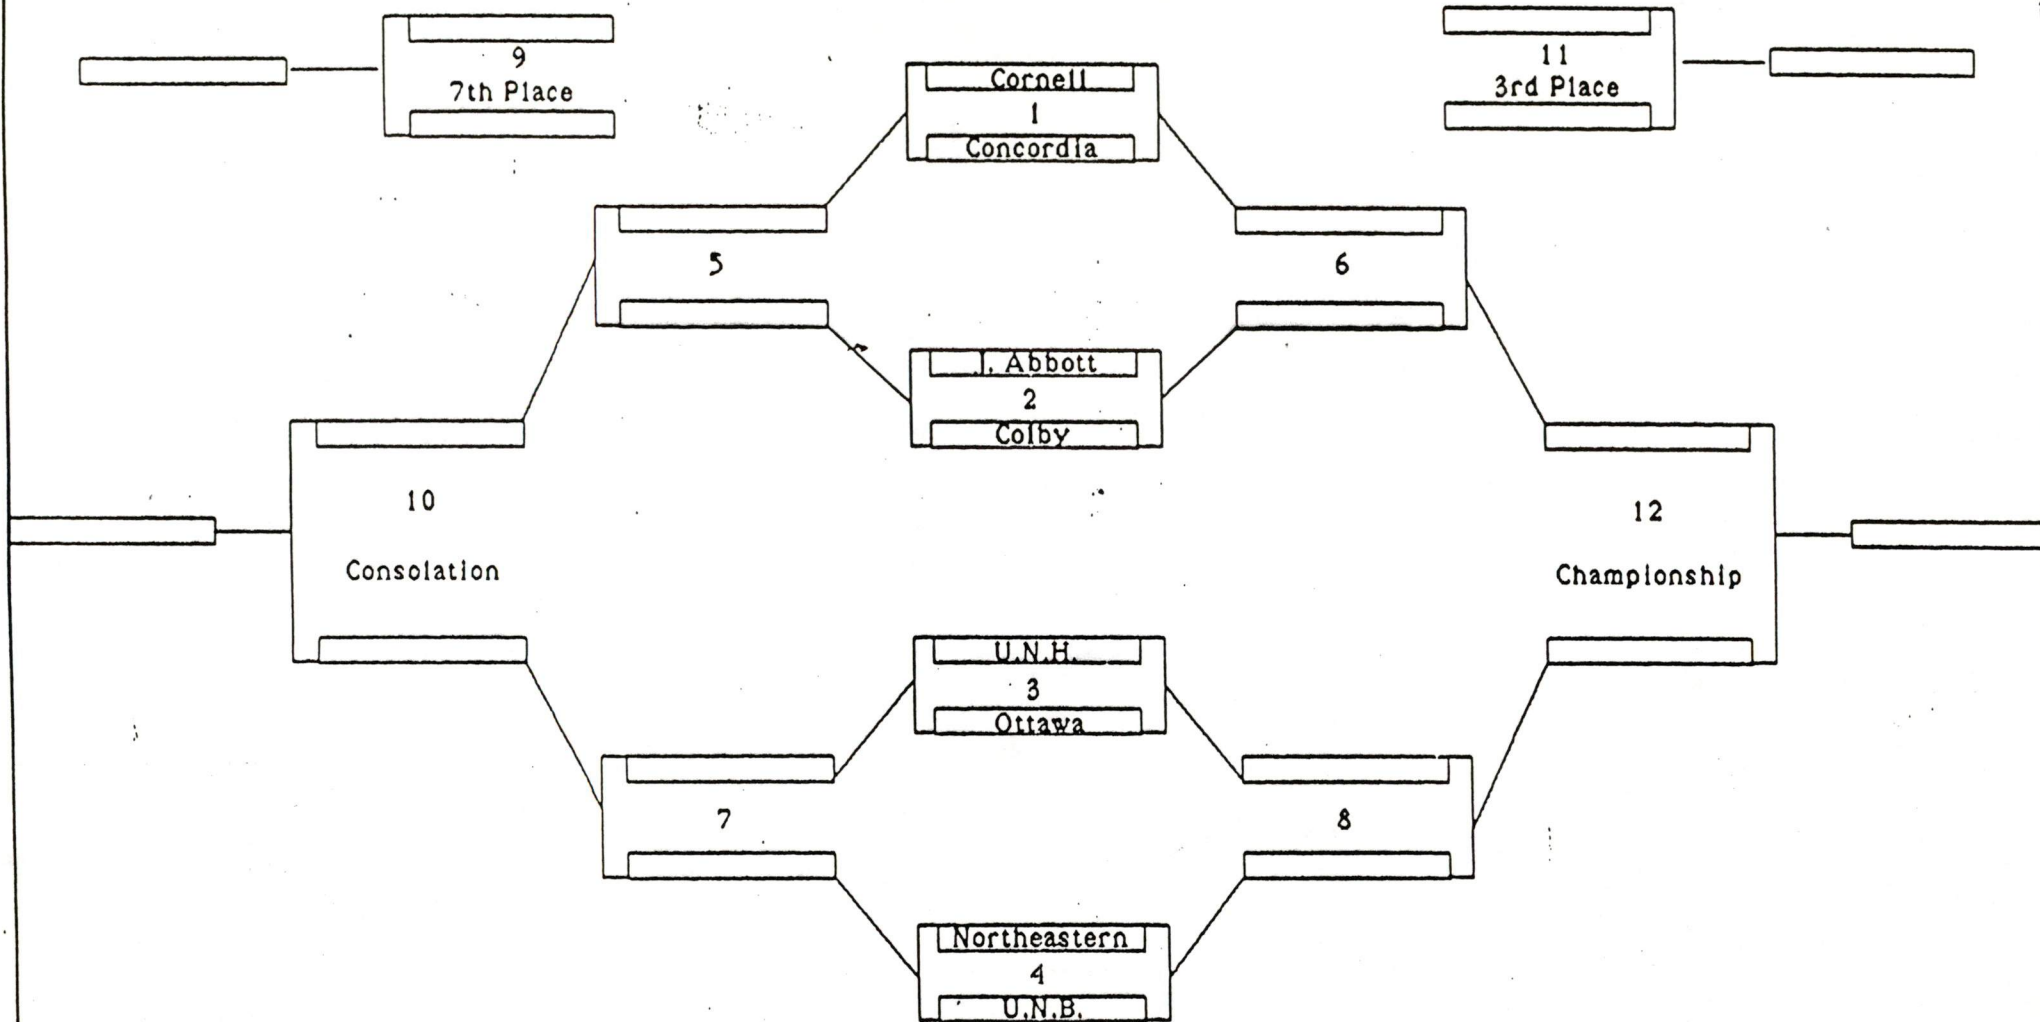 9
7th Place
11
3rd Place
Cornell
1
Concordia
5
6
J. Abbott
2
Colby
10
Consolation
12
Championship
U.N.H.
3
Ottawa
7
8
Northeastern
4
U.N.B.